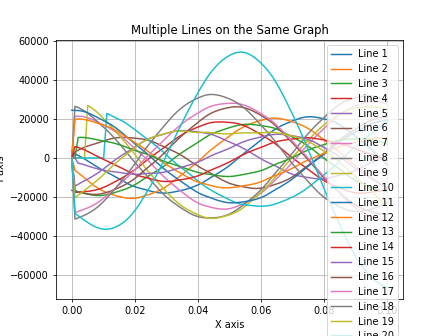 Multiple Lines on the Same Graph
60000
40000
20000
0
−20000
−40000
−60000
0.00
0.02
0.04
0.06
X axis
axis
Line 1
Line 2
Line 3
Line 4
Line 5
Line 6
Line 7
Line 8
Line 9
Line 10
Line 11
Line 12
Line 13
Line 14
Line 15
Line 16
Line 17
Line 18
Line 19
Line 20